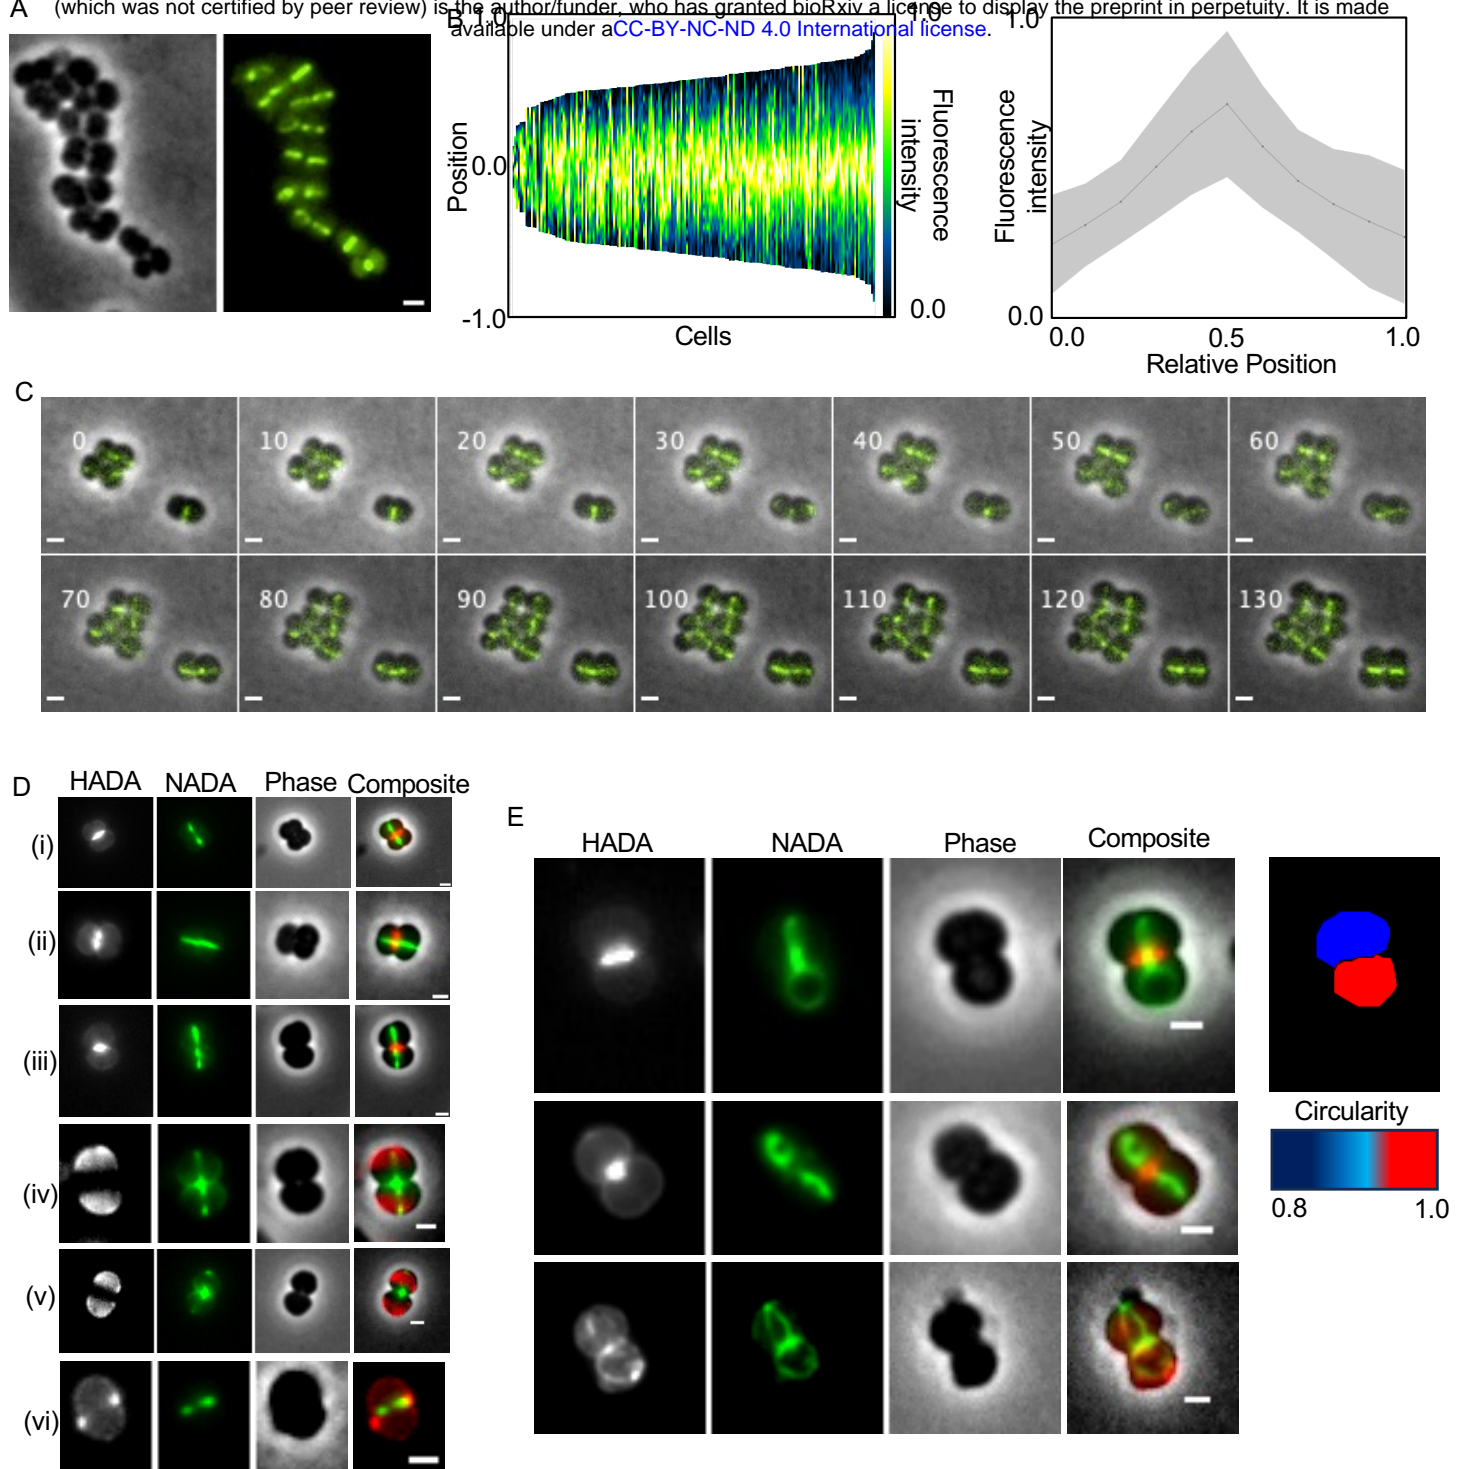 A (which was not certified by peer review) is the author/funder, who has granted bioRxiv a license to display the preprint in perpetuity. It is made
available under aCC-BY-NC-ND 4.0 International license.
B
1.0
0.0
-1.0
Position
Cells
1.0
0.0
Fluorescence
intensity
1.0
0.0
Fluorescence
intensity
0.0 0.5 1.0
Relative Position
C
0 10 20 30 40 50 60
70 80 90 100 110 120 130
D
HADA NADA Phase Composite
(i)
(ii)
(iii)
(iv)
(v)
(vi)
E
HADA NADA Phase Composite
Circularity
0.8 1.0